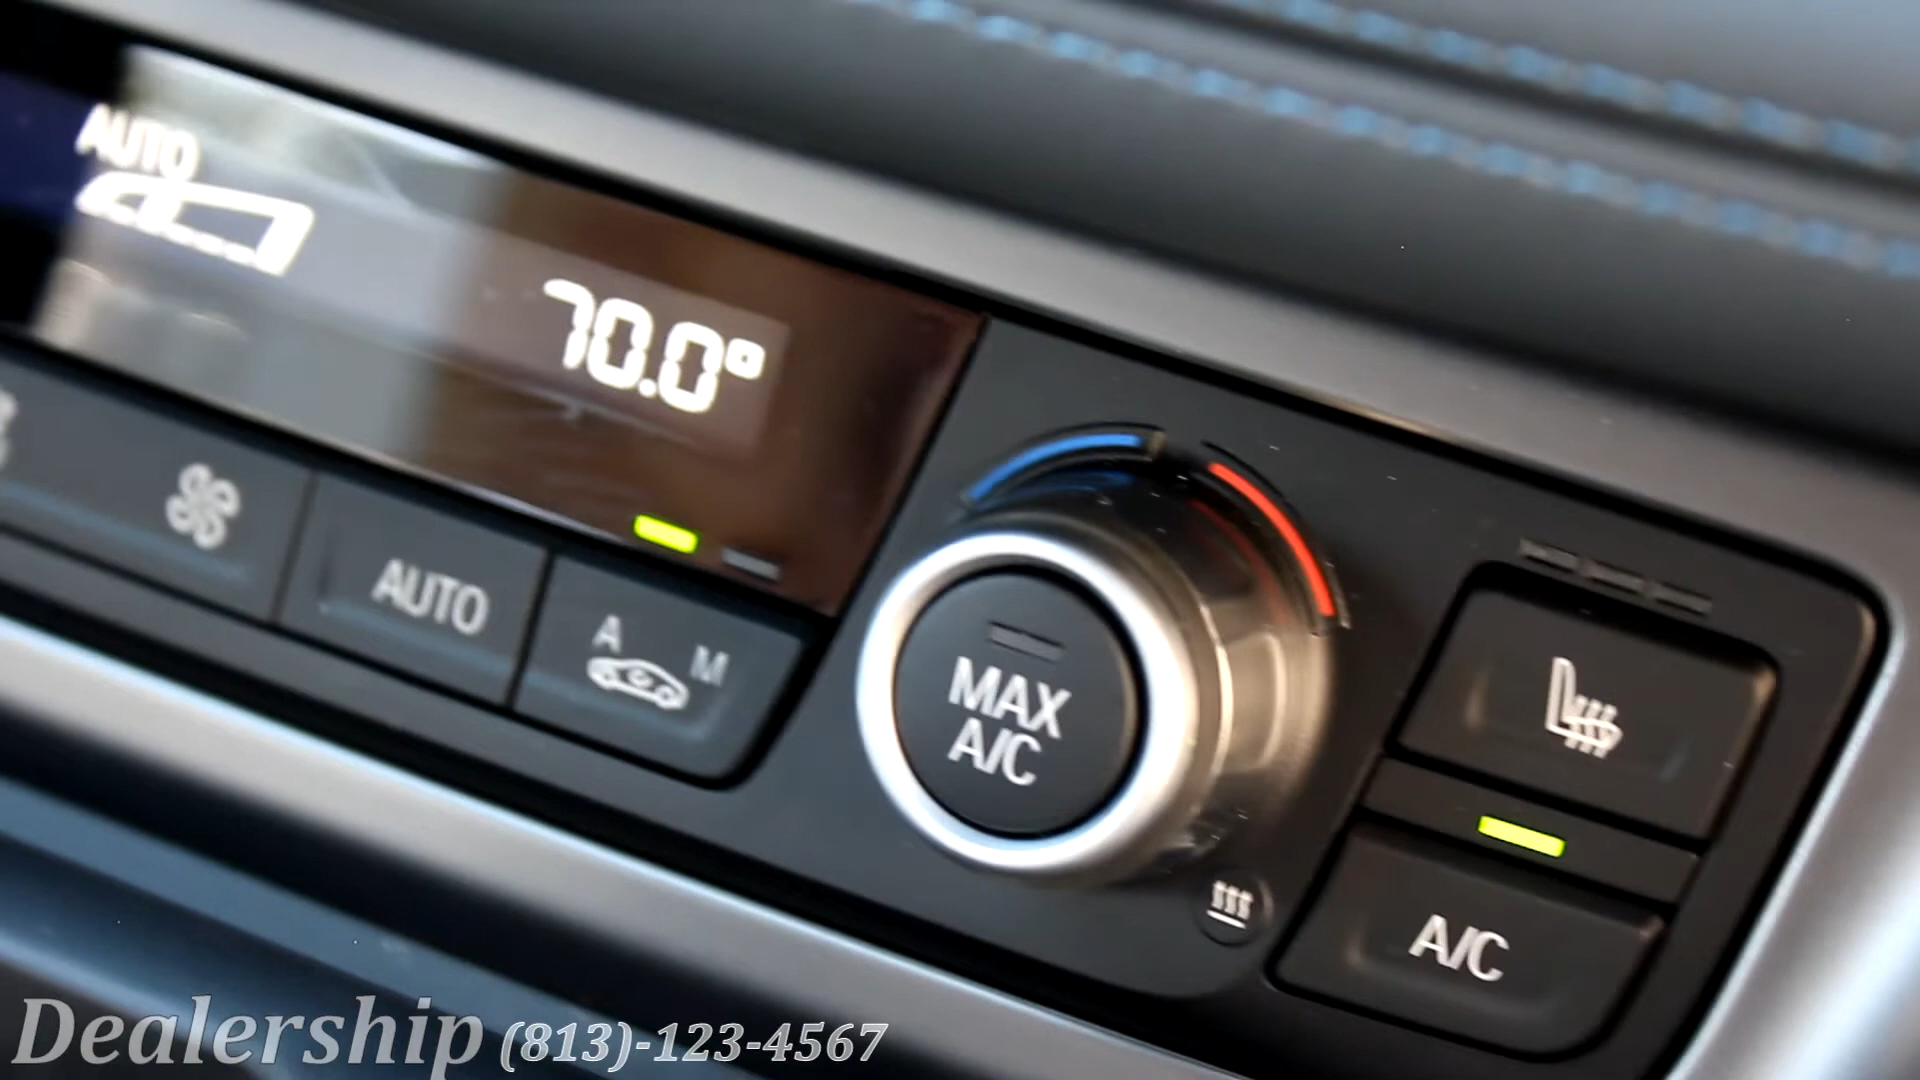 AUTO
70.0°
AUTO
A M
MAX
A/C
A/C
Dealership (813)-123-4567